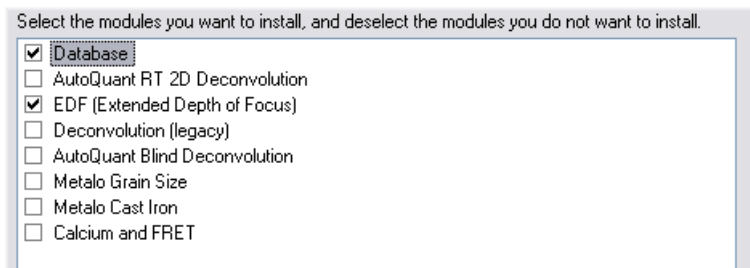 Select the modules you want to install, and deselect the modules you do not want to install.
Database
AutoQuant RT 2D Deconvolution
EDF (Extended Depth of Focus)
Deconvolution (legacy)
AutoQuant Blind Deconvolution
Metalo Grain Size
Metalo Cast Iron
Calcium and FRET